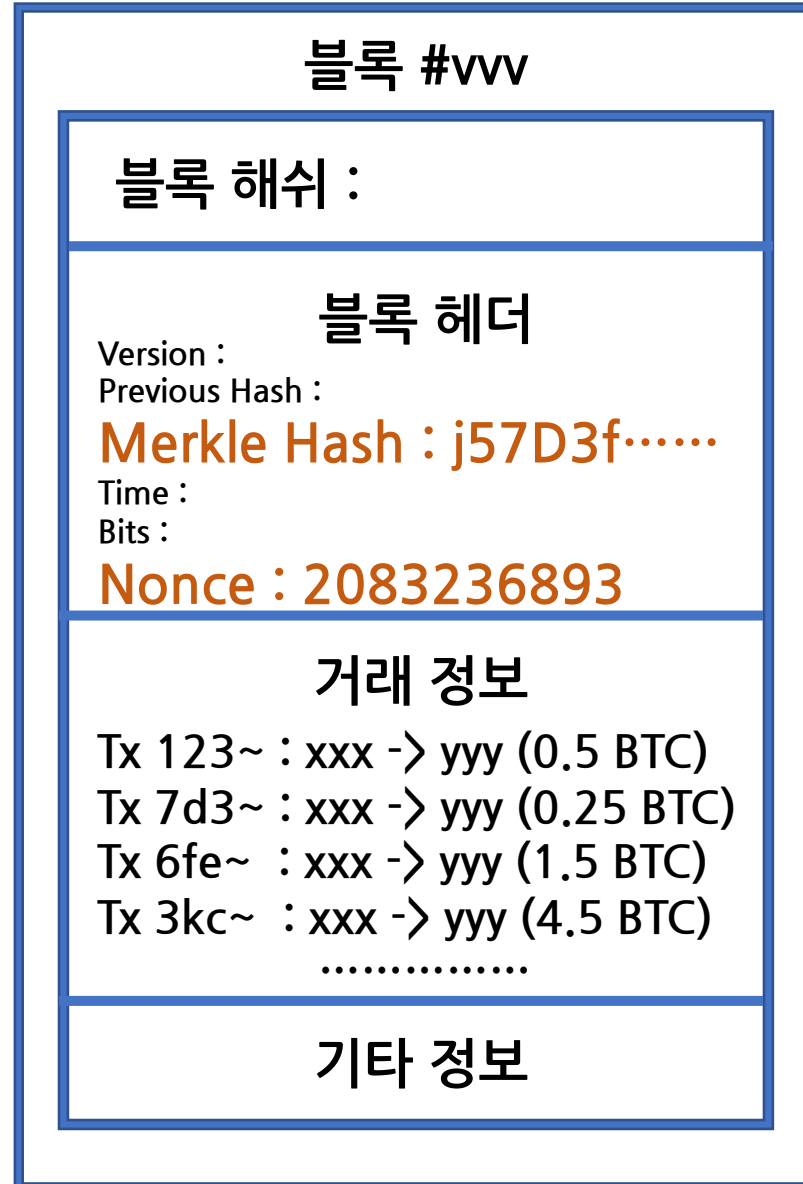 블록 #vvv
블록 해쉬 :
블록 헤더
Version :
Previous Hash :
Merkle Hash : j57D3f……
Time :
Bits :
Nonce : 2083236893
거래 정보
Tx 123~ : xxx -> yyy (0.5 BTC)
Tx 7d3~ : xxx -> yyy (0.25 BTC)
Tx 6fe~ : xxx -> yyy (1.5 BTC)
Tx 3kc~ : xxx -> yyy (4.5 BTC)
……………
기타 정보